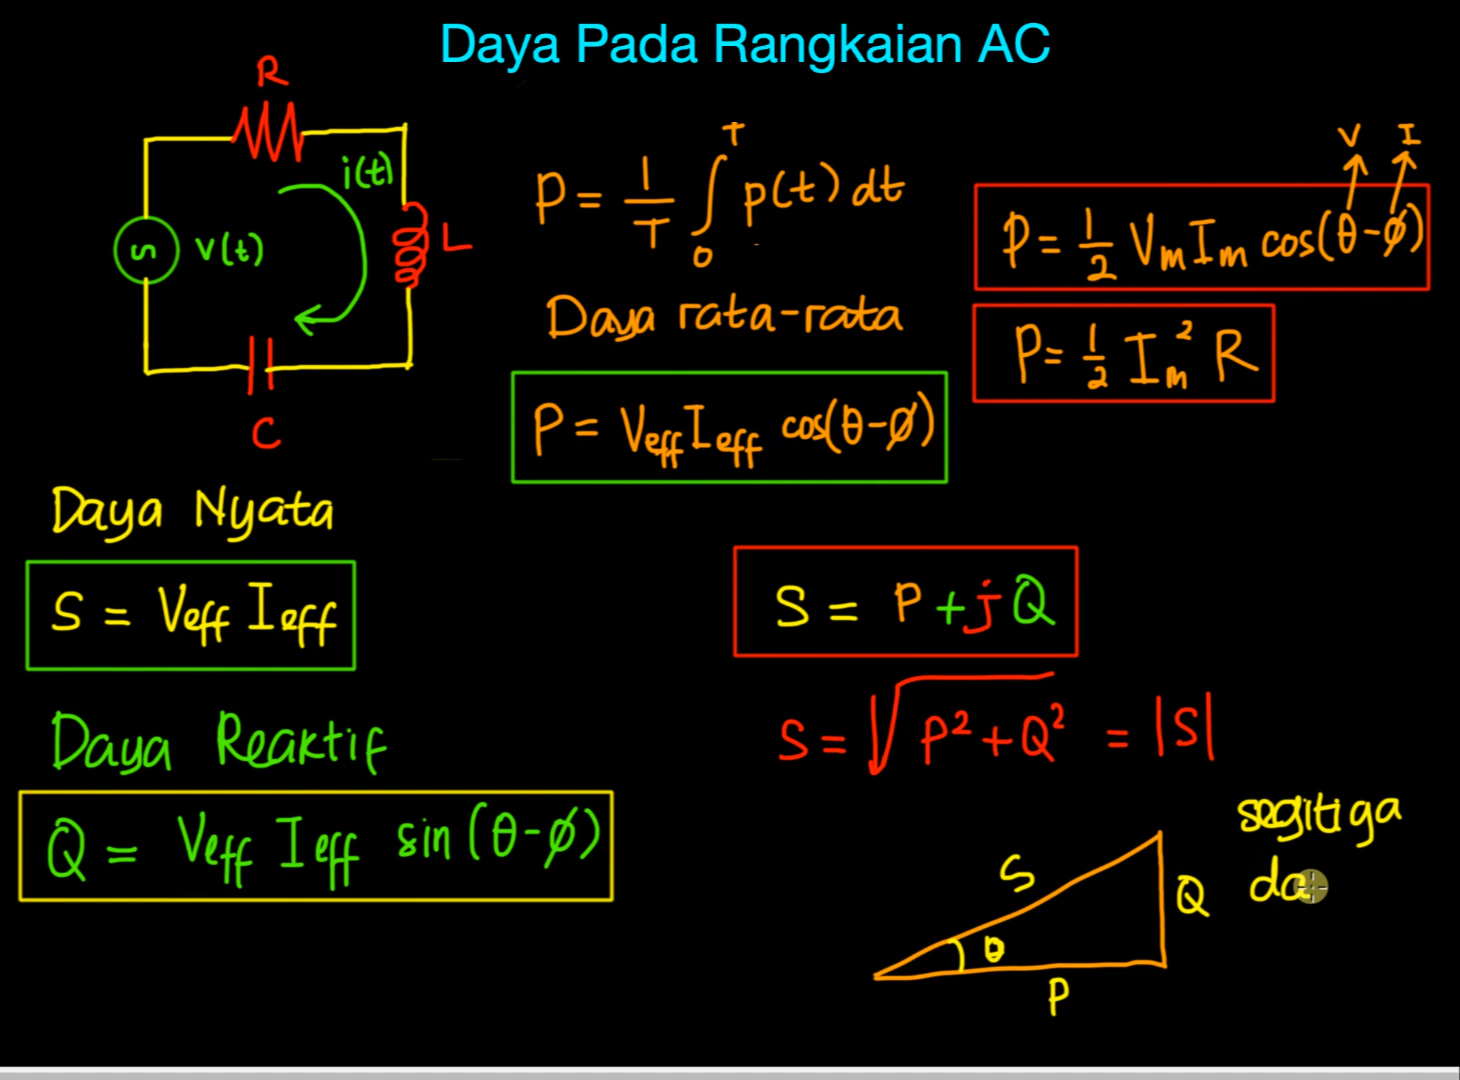 Daya Pada Rangkaian AC
R
i(t)
V(t)
L
C
P = 1/T ∫₀ᵀ p(t) dt
Daya rata-rata
P = Veff Ieff cos(θ-ø)
V I
P = 1/2 Vm Im cos(θ-ø)
P = 1/2 Im² R
Daya Nyata
S = Veff Ieff
Daya Reaktif
Q = Veff Ieff sin(θ-ø)
S = P + jQ
S = √(P² + Q²) = |S|
segitiga
da
S
Q
θ
P